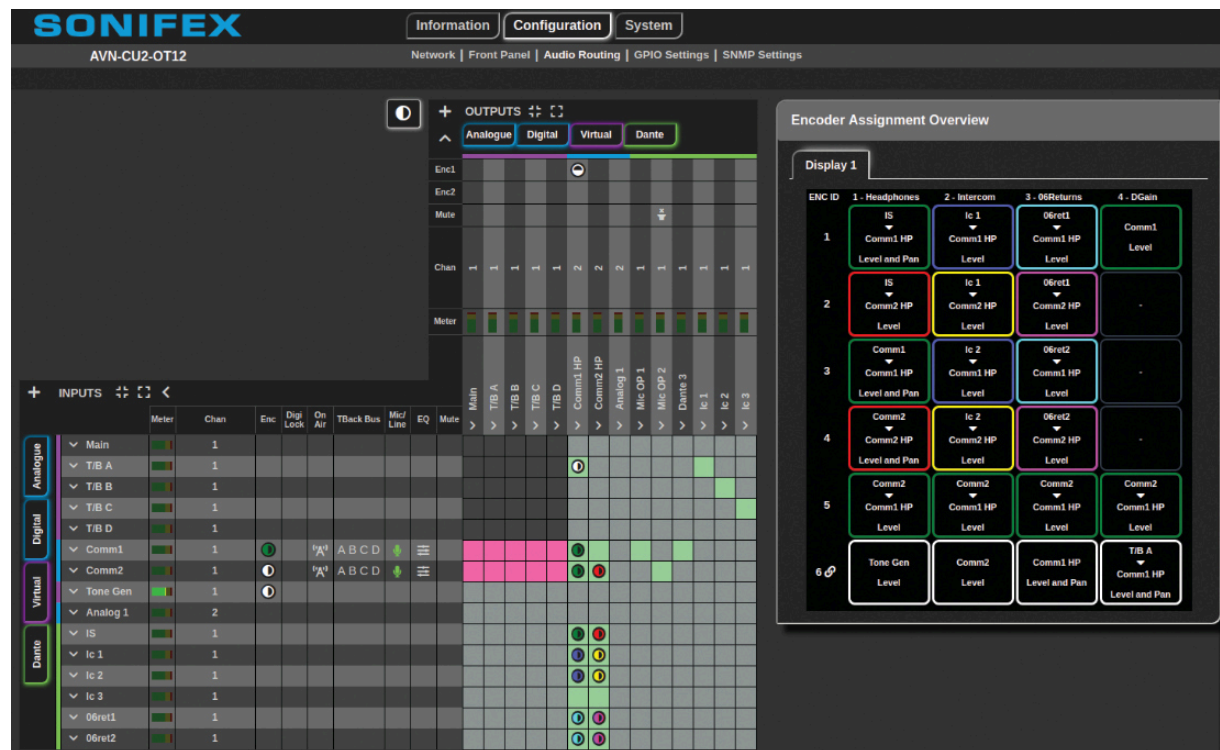 SONIFEX
Information Configuration System
AVN-CU2-OT12
Network | Front Panel | Audio Routing | GPIO Settings | SNMP Settings
OUTPUTS
Analogue Digital Virtual Dante
Enc1
Enc2
Mute
Chan 1 1 1 1 1 2 2 2 1 1 1 1 1 1
Meter
Main T/B A T/B B T/B C T/B D Comm1 HP Comm2 HP Analog 1 Mic OP 1 Mic OP 2 Dante 3 Ic 1 Ic 2 Ic 3
INPUTS
Meter Chan Enc Digi Lock On Air TBack Bus Mic/ Line EQ Mute
Analogue
Digital
Virtual
Dante
Main 1
T/B A 1
T/B B 1
T/B C 1
T/B D 1
Comm1 1 A B C D
Comm2 1 A B C D
Tone Gen 1
Analog 1 2
IS 1
Ic 1 1
Ic 2 1
Ic 3 1
06ret1 1
06ret2 1
Encoder Assignment Overview
Display 1
ENC ID 1 - Headphones 2 - Intercom 3 - 06Returns 4 - DGain
IS Ic 1 06ret1 Comm1
1 Comm1 HP Comm1 HP Comm1 HP Level
Level and Pan Level Level
IS Ic 1 06ret1
2 Comm2 HP Comm2 HP Comm2 HP -
Level Level Level
Comm1 Ic 2 06ret2
3 Comm1 HP Comm1 HP Comm1 HP -
Level and Pan Level Level
Comm2 Ic 2 06ret2
4 Comm2 HP Comm2 HP Comm2 HP -
Level and Pan Level Level
Comm2 Comm2 Comm2 Comm2
5 Comm1 HP Comm1 HP Comm1 HP Comm1 HP
Level Level Level Level
Tone Gen Comm2 Comm1 HP T/B A
6 Level Level Level and Pan Comm1 HP
Level and Pan